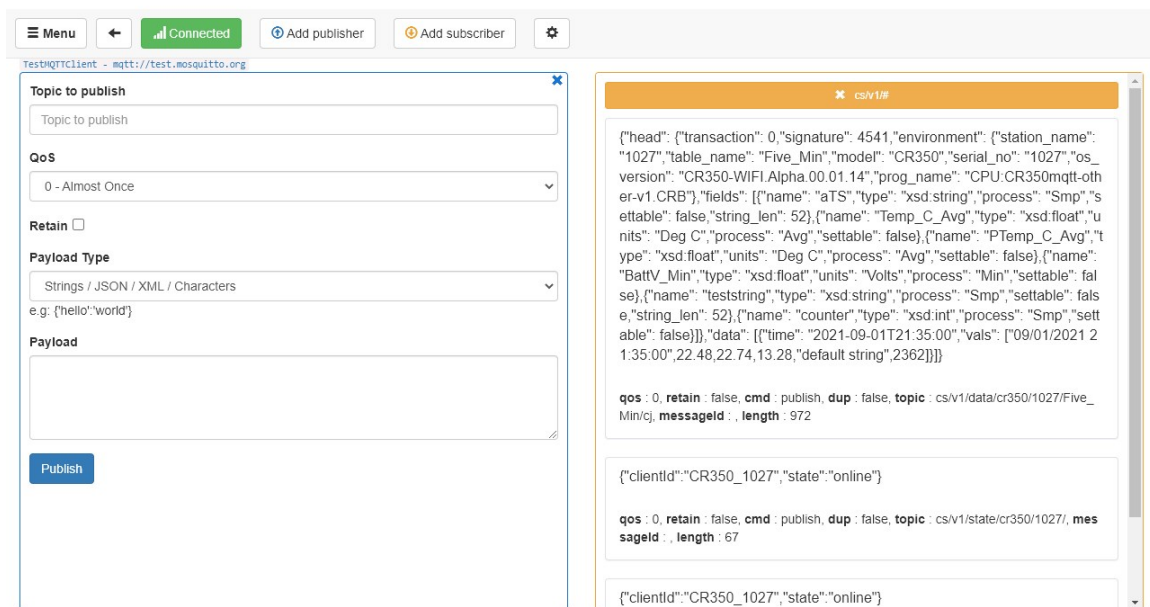 Menu
Connected
Add publisher
Add subscriber
TestMQTTClient - mqtt://test.mosquitto.org
Topic to publish
Topic to publish
QoS
0 - Almost Once
Retain
Payload Type
Strings / JSON / XML / Characters
e.g: {'hello':'world'}
Payload
Publish
cs/v1/#
{"head": {"transaction": 0,"signature": 4541,"environment": {"station_name":
"1027","table_name": "Five_Min","model": "CR350","serial_no": "1027","os_
version": "CR350-WIFI.Alpha.00.01.14","prog_name": "CPU:CR350mqtt-oth
er-v1.CRB"},"fields": [{"name": "aTS","type": "xsd:string","process": "Smp","s
ettable": false,"string_len": 52},{"name": "Temp_C_Avg","type": "xsd:float","u
nits": "Deg C","process": "Avg","settable": false},{"name": "PTemp_C_Avg","t
ype": "xsd:float","units": "Deg C","process": "Avg","settable": false},{"name":
"BattV_Min","type": "xsd:float","units": "Volts","process": "Min","settable": fal
se},{"name": "teststring","type": "xsd:string","process": "Smp","settable": fals
e,"string_len": 52},{"name": "counter","type": "xsd:int","process": "Smp","sett
able": false}]},"data": [{"time": "2021-09-01T21:35:00","vals": ["09/01/2021 2
1:35:00",22.48,22.74,13.28,"default string",2362]}]}
qos : 0, retain : false, cmd : publish, dup : false, topic : cs/v1/data/cr350/1027/Five_
Min/cj, messageId : , length : 972
{"clientId":"CR350_1027","state":"online"}
qos : 0, retain : false, cmd : publish, dup : false, topic : cs/v1/state/cr350/1027/, mes
sageId : , length : 67
{"clientId":"CR350_1027","state":"online"}